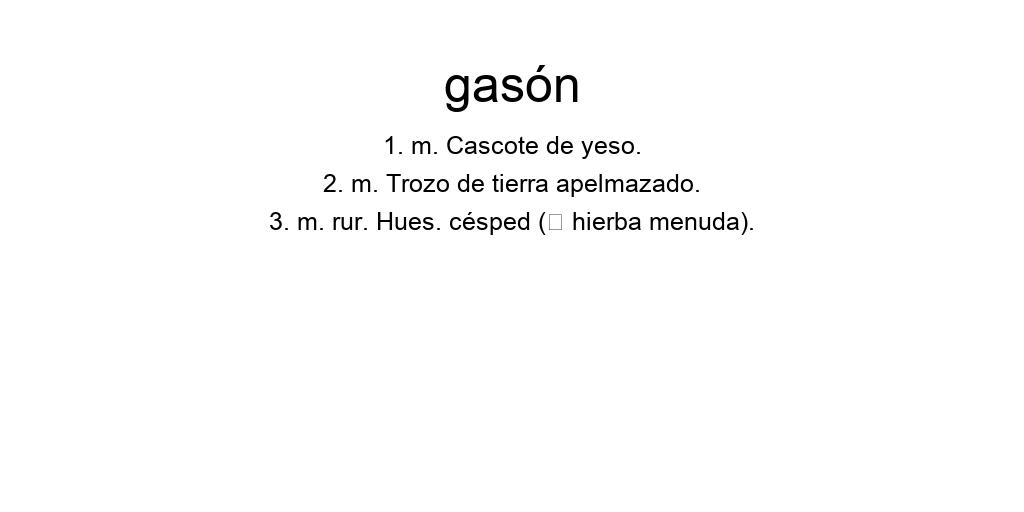 gasón
1. m. Cascote de yeso.
2. m. Trozo de tierra apelmazado.
3. m. rur. Hues. césped (□ hierba menuda).